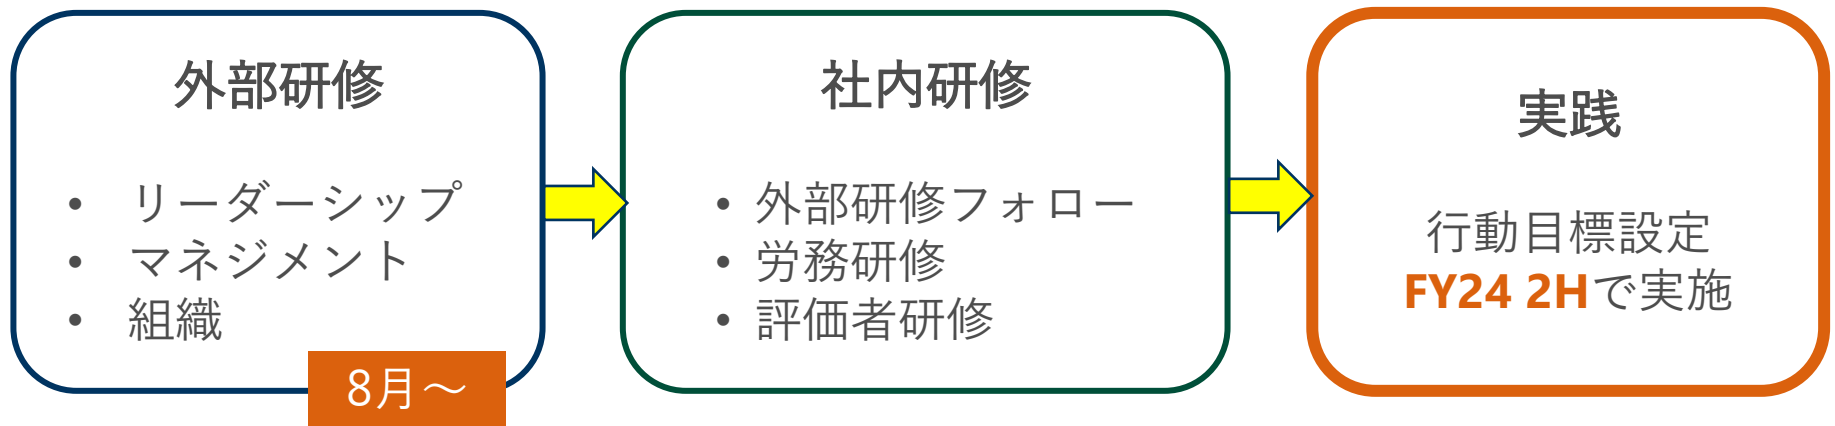 外部研修
• リーダーシップ
• マネジメント
• 組織
8月～
社内研修
• 外部研修フォロー
• 労務研修
• 評価者研修
実践
行動目標設定
FY24 2Hで実施